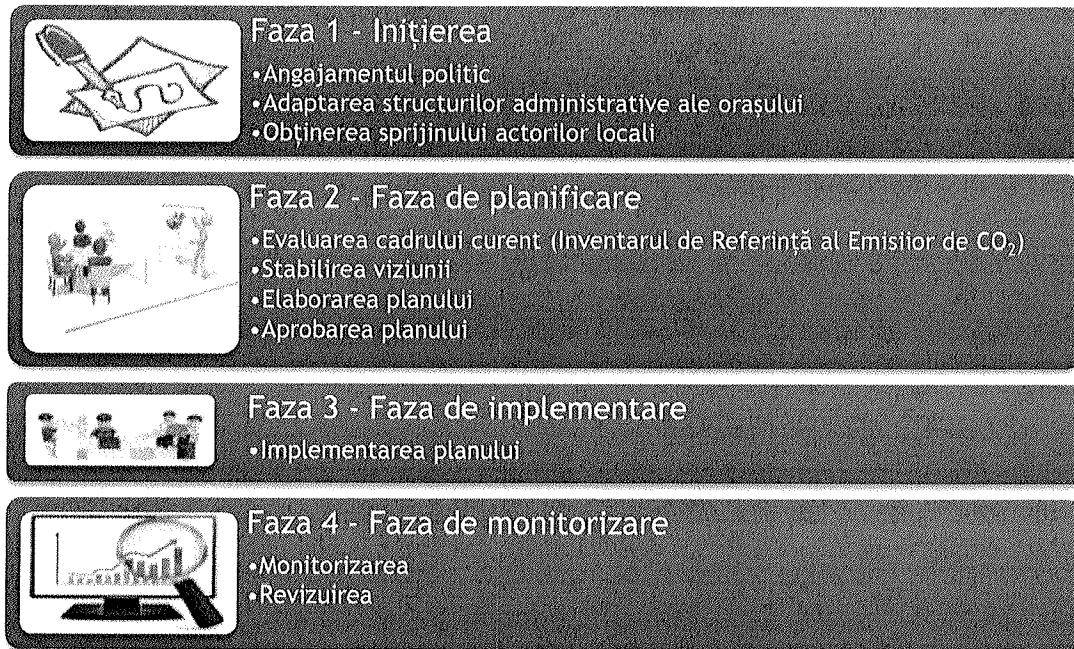 Faza 1 - Inițierea
•Angajamentul politic
•Adaptarea structurilor administrative ale orașului
•Obținerea sprijinului actorilor locali
Faza 2 - Faza de planificare
•Evaluarea cadrului curent (Inventarul de Referință al Emisiior de CO₂)
•Stabilirea viziunii
•Elaborarea planului
•Aprobarea planului
Faza 3 - Faza de implementare
•Implementarea planului
Faza 4 - Faza de monitorizare
•Monitorizarea
•Revizuirea